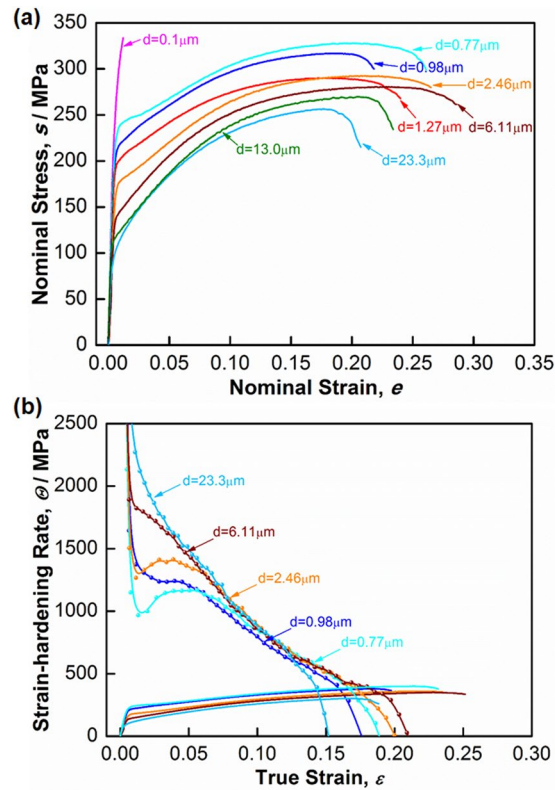 (a)
350
300
250
200
150
100
50
0
Nominal Stress, s / MPa
d=0.1μm
d=0.77μm
d=0.98μm
d=2.46μm
d=1.27μm
d=6.11μm
d=13.0μm
d=23.3μm
0.00 0.05 0.10 0.15 0.20 0.25 0.30 0.35
Nominal Strain, e
(b)
2500
2000
1500
1000
500
0
Strain-hardening Rate, Θ / MPa
d=23.3μm
d=6.11μm
d=2.46μm
d=0.98μm
d=0.77μm
0.00 0.05 0.10 0.15 0.20 0.25 0.30
True Strain, ε